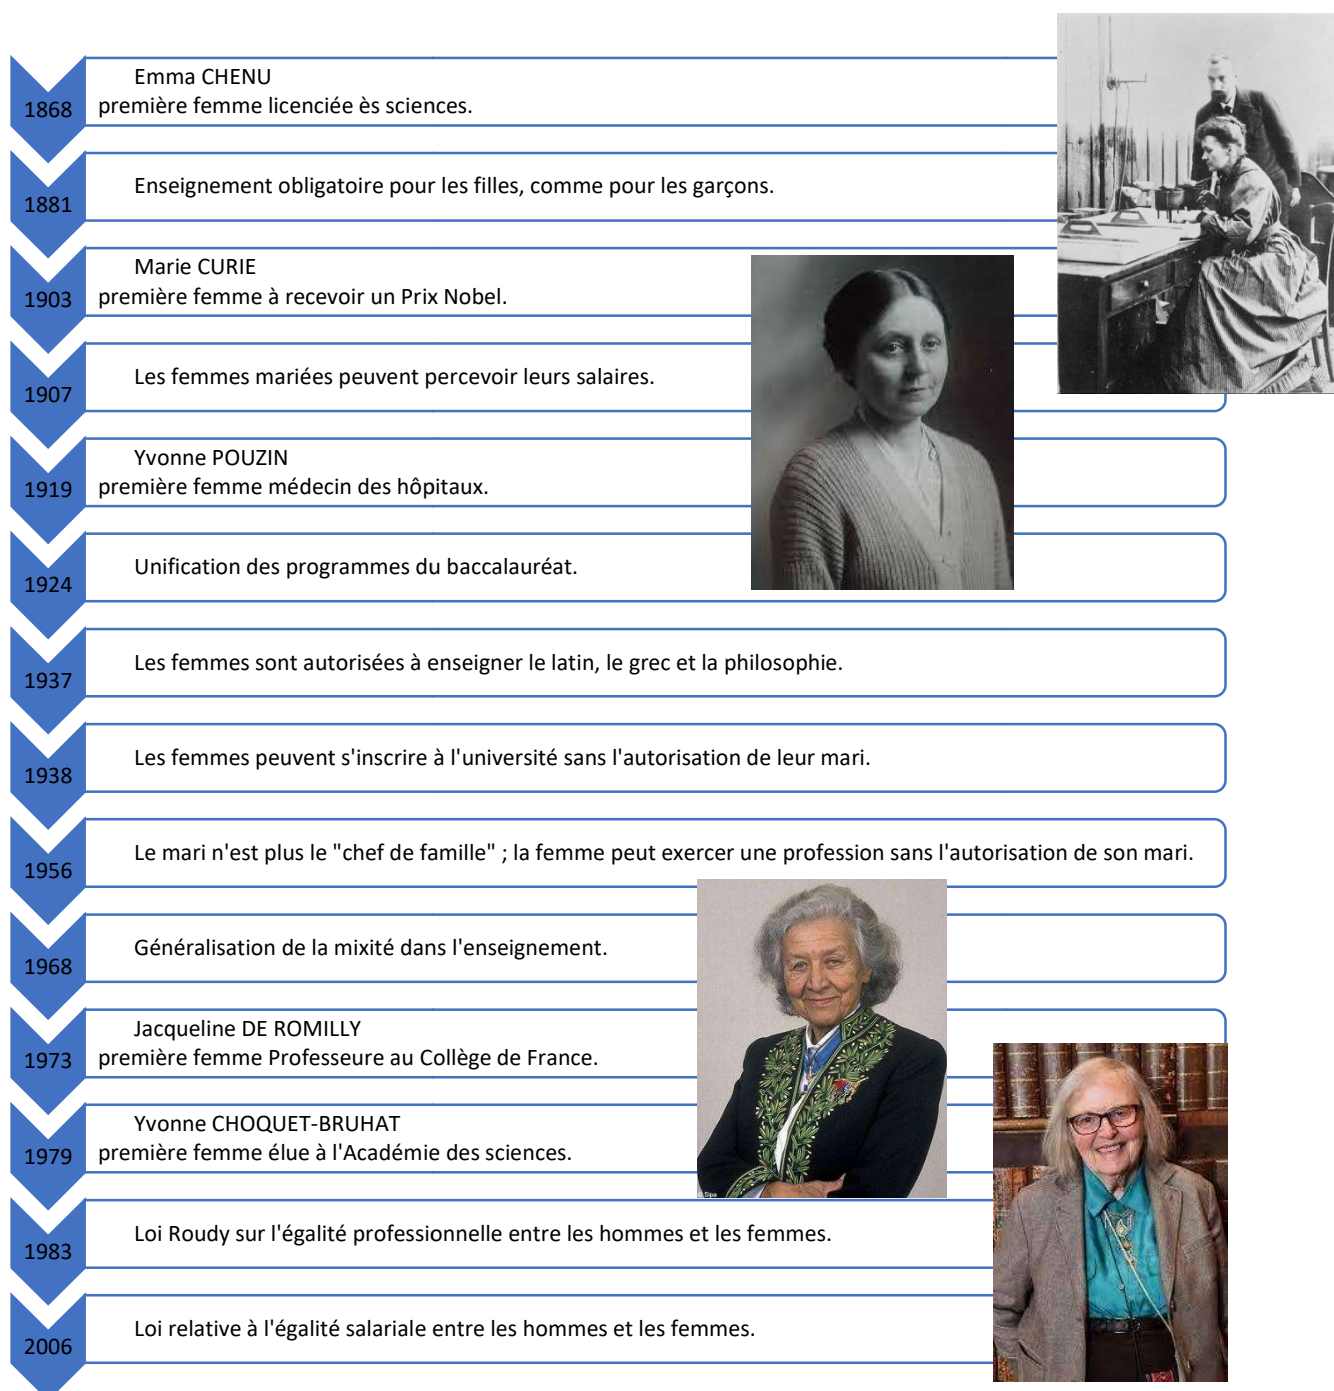 1868
Emma CHENU
première femme licenciée ès sciences.
1881
Enseignement obligatoire pour les filles, comme pour les garçons.
1903
Marie CURIE
première femme à recevoir un Prix Nobel.
1907
Les femmes mariées peuvent percevoir leurs salaires.
1919
Yvonne POUZIN
première femme médecin des hôpitaux.
1924
Unification des programmes du baccalauréat.
1937
Les femmes sont autorisées à enseigner le latin, le grec et la philosophie.
1938
Les femmes peuvent s'inscrire à l'université sans l'autorisation de leur mari.
1956
Le mari n'est plus le "chef de famille" ; la femme peut exercer une profession sans l'autorisation de son mari.
1968
Généralisation de la mixité dans l'enseignement.
1973
Jacqueline DE ROMILLY
première femme Professeure au Collège de France.
1979
Yvonne CHOQUET-BRUHAT
première femme élue à l'Académie des sciences.
© Sipa
1983
Loi Roudy sur l'égalité professionnelle entre les hommes et les femmes.
2006
Loi relative à l'égalité salariale entre les hommes et les femmes.